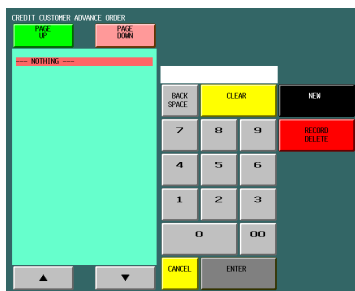 CREDIT CUSTOMER ADVANCE ORDER
PAGE
UP
PAGE
DOWN
--- NOTHING ---
BACK
SPACE
CLEAR
NEW
7
8
9
RECORD
DELETE
4
5
6
1
2
3
0
00
CANCEL
ENTER